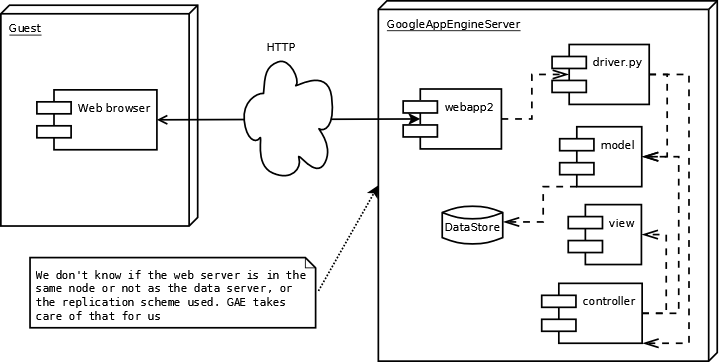 Guest
GoogleAppEngineServer
HTTP
Web browser
webapp2
driver.py
model
view
controller
DataStore
We don't know if the web server is in the
same node or not as the data server, or
the replication scheme used. GAE takes
care of that for us